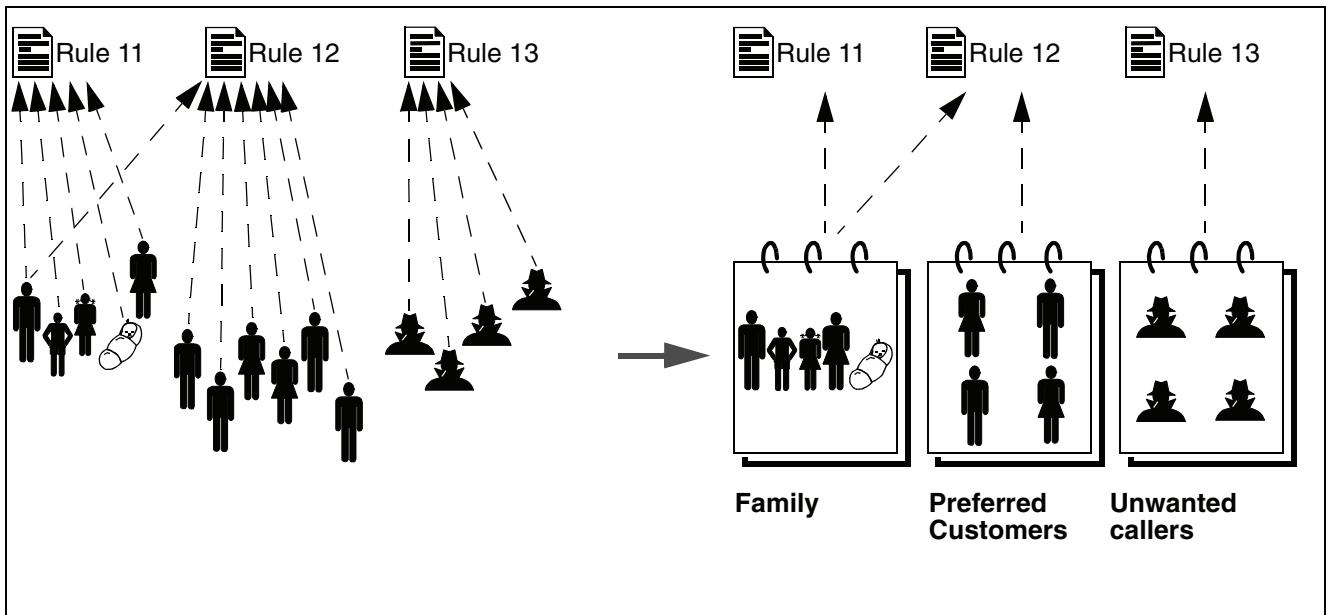 Rule 11
Rule 12
Rule 13
Rule 11
Rule 12
Rule 13
Family
Preferred
Customers
Unwanted
callers